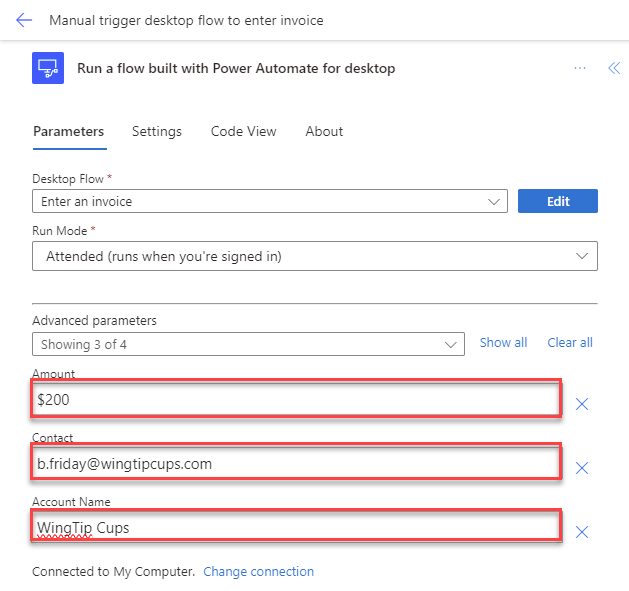 Manual trigger desktop flow to enter invoice
Run a flow built with Power Automate for desktop
Parameters Settings Code View About
Desktop Flow *
Enter an invoice Edit
Run Mode *
Attended (runs when you're signed in)
Advanced parameters
Showing 3 of 4 Show all Clear all
Amount
$200
Contact
b.friday@wingtipcups.com
Account Name
WingTip Cups
Connected to My Computer. Change connection